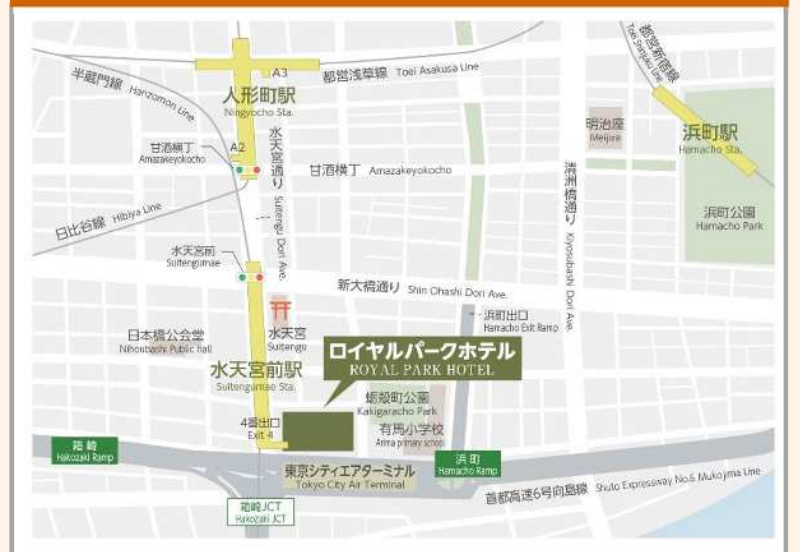 都営新宿線
Toei Shinjuku Line
A3
都営浅草線 Toei Asakusa Line
半蔵門線 Hanzomon Line
人形町駅
Ningyocho Sta.
明治座
Meijiza
浜町駅
Hamacho Sta.
甘酒横丁
Amazakeyokocho
A2
水天宮通り Suitengu Dori Ave.
甘酒横丁 Amazakeyokocho
清洲橋通り Kiyosubashi Dori Ave.
日比谷線 Hibiya Line
浜町公園
Hamacho Park
水天宮前
Suitengumae
新大橋通り Shin Ohashi Dori Ave.
浜町出口
Hamacho Exit Ramp
日本橋公会堂
Nihonbashi Public hall
水天宮
Suitengu
ロイヤルパークホテル
ROYAL PARK HOTEL
水天宮前駅
Suitengumae Sta.
蛎殻町公園
Kakigaracho Park
4番出口
Exit 4
有馬小学校
Arima primary school
箱崎
Hakozaki Ramp
浜町
Hamacho Ramp
東京シティエアターミナル
Tokyo City Air Terminal
首都高速6号向島線 Shuto Expressway No.6 Mukojima Line
箱崎JCT
Hakozaki JCT